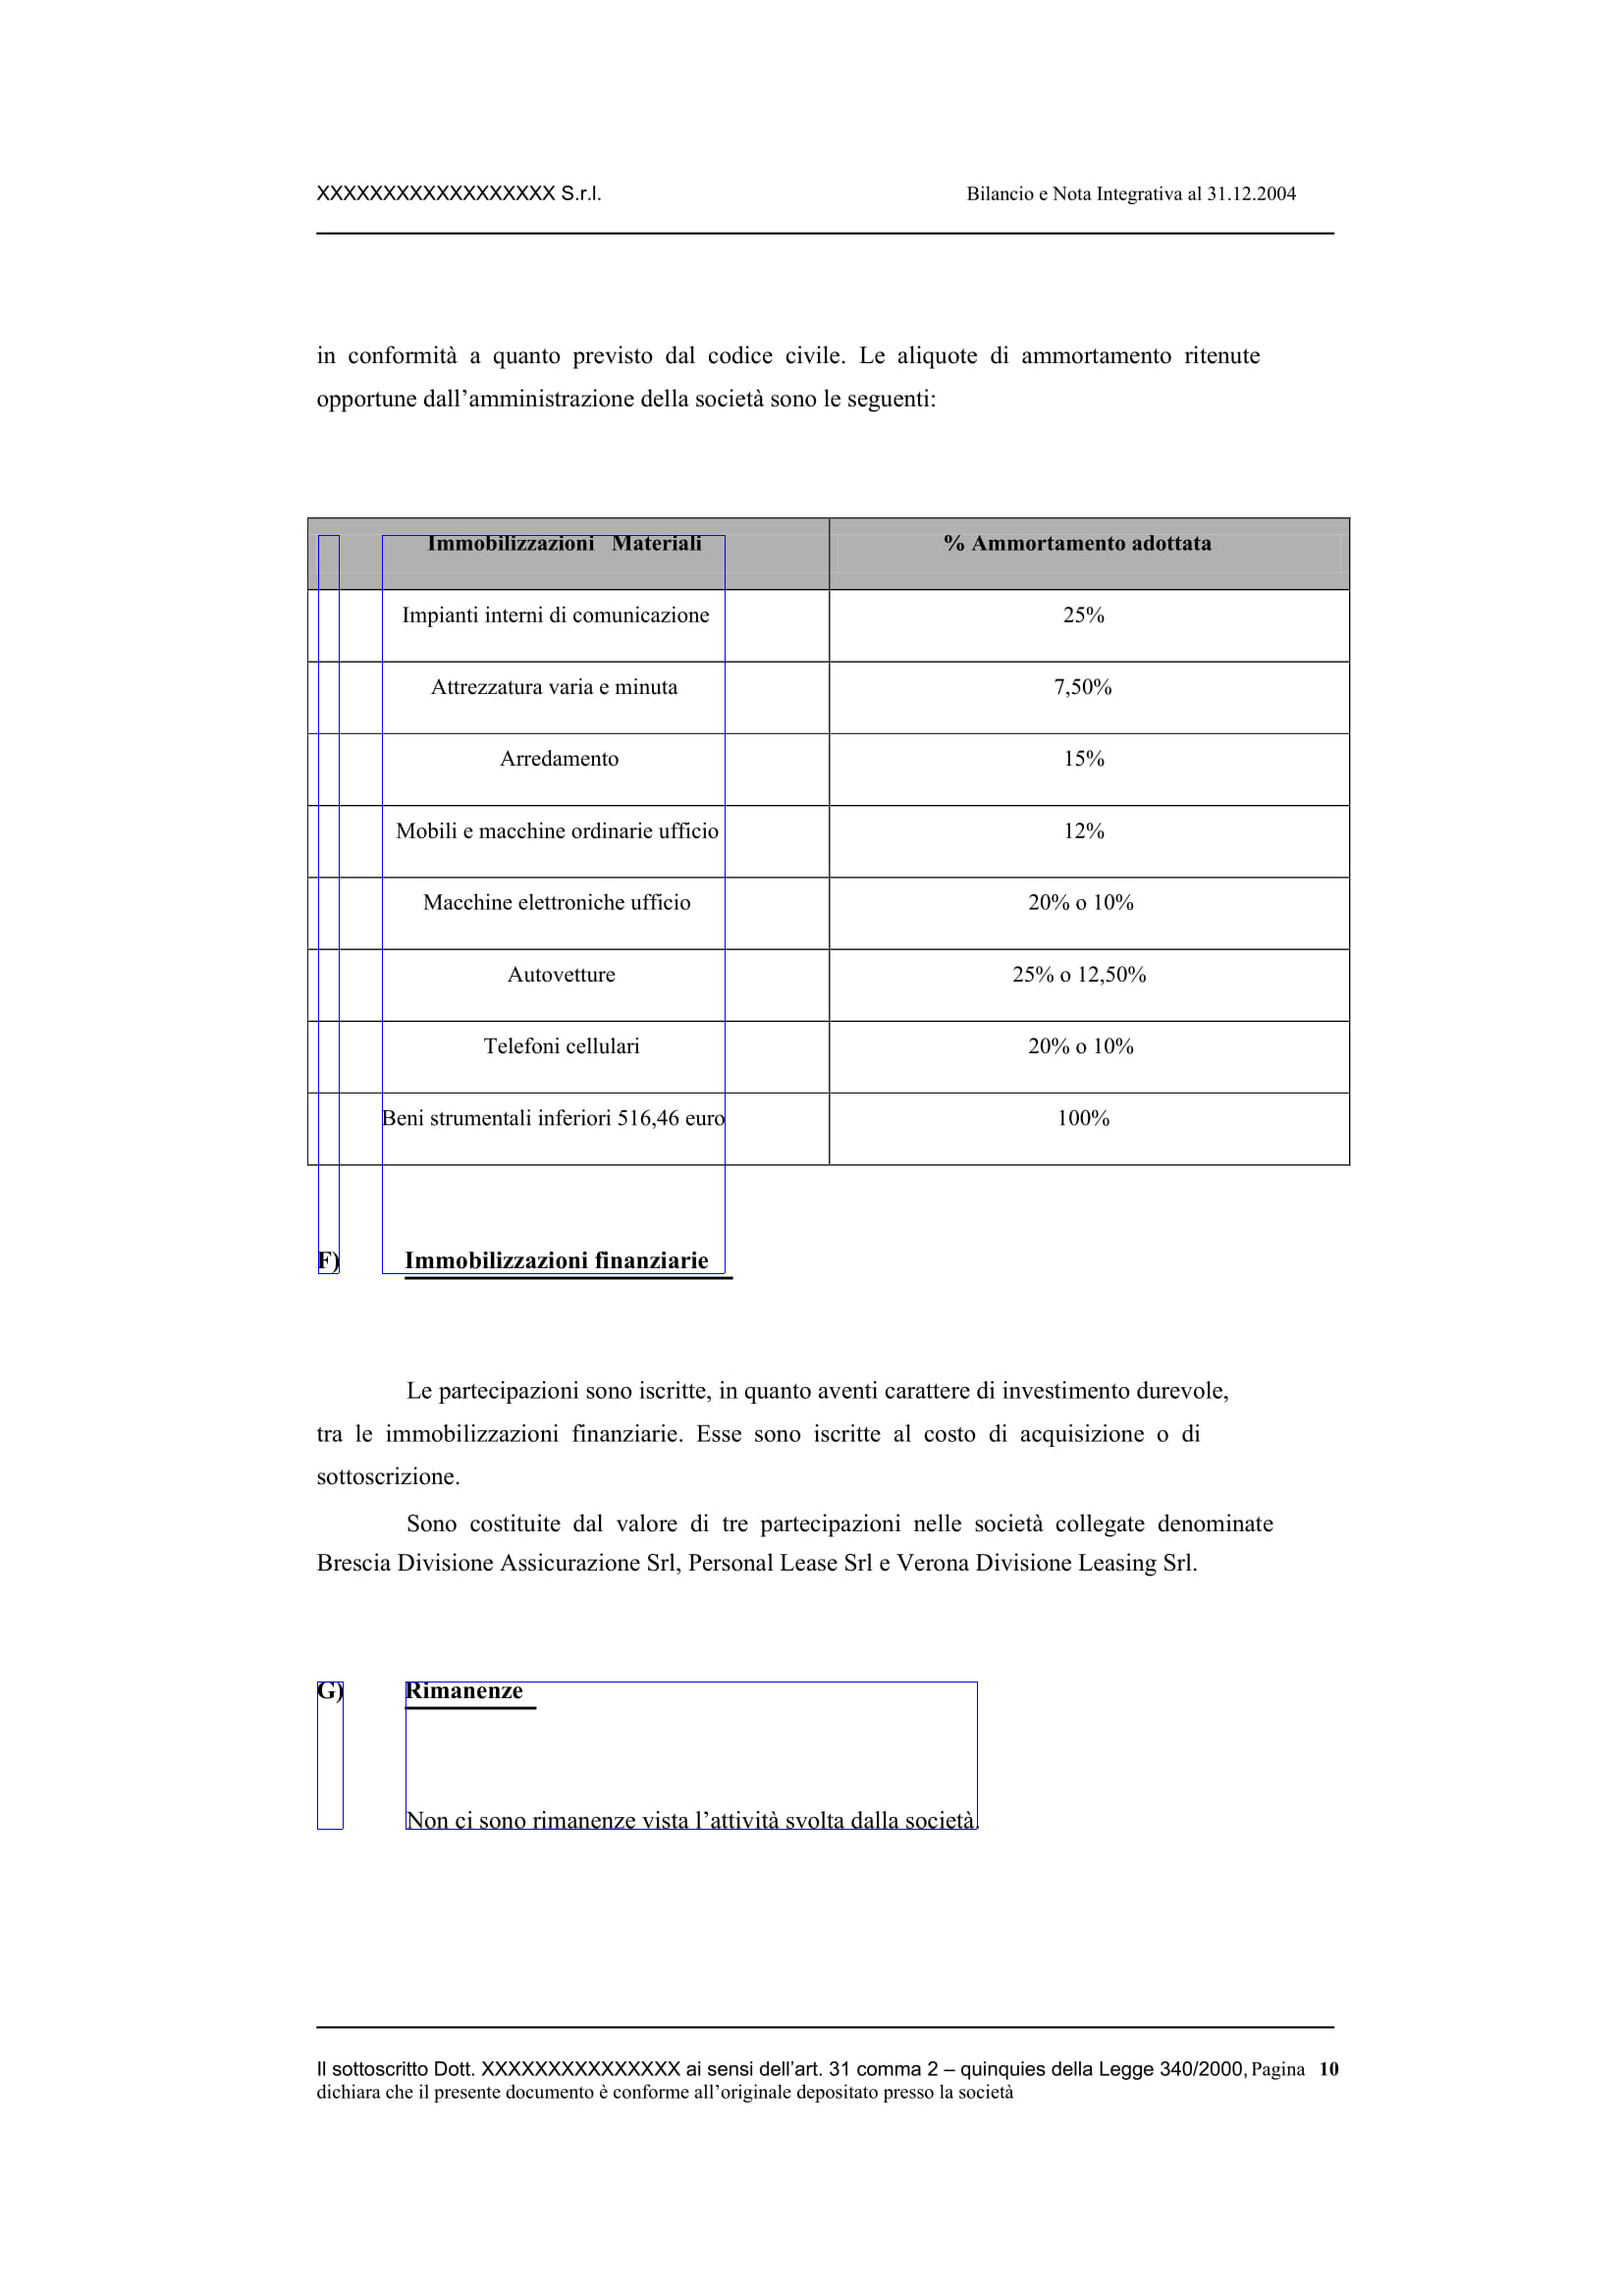 XXXXXXXXXXXXXXXXXX S.r.l. Bilancio e Nota Integrativa al 31.12.2004
in conformità a quanto previsto dal codice civile. Le aliquote di ammortamento ritenute
opportune dall’amministrazione della società sono le seguenti:
Immobilizzazioni Materiali % Ammortamento adottata
Impianti interni di comunicazione 25%
Attrezzatura varia e minuta 7,50%
Arredamento 15%
Mobili e macchine ordinarie ufficio 12%
Macchine elettroniche ufficio 20% o 10%
Autovetture 25% o 12,50%
Telefoni cellulari 20% o 10%
Beni strumentali inferiori 516,46 euro 100%
F) Immobilizzazioni finanziarie
Le partecipazioni sono iscritte, in quanto aventi carattere di investimento durevole,
tra le immobilizzazioni finanziarie. Esse sono iscritte al costo di acquisizione o di
sottoscrizione.
Sono costituite dal valore di tre partecipazioni nelle società collegate denominate
Brescia Divisione Assicurazione Srl, Personal Lease Srl e Verona Divisione Leasing Srl.
G) Rimanenze
Non ci sono rimanenze vista l’attività svolta dalla società.
Il sottoscritto Dott. XXXXXXXXXXXXXXX ai sensi dell’art. 31 comma 2 – quinquies della Legge 340/2000, Pagina 10
dichiara che il presente documento è conforme all’originale depositato presso la società